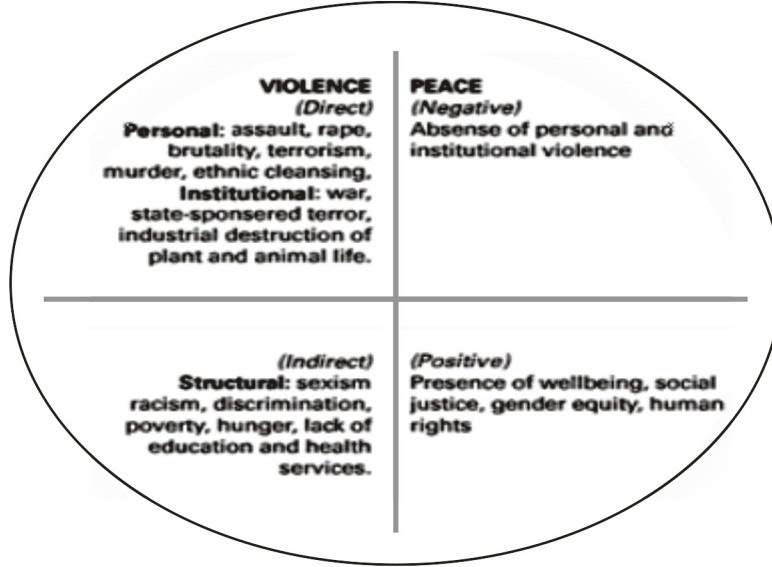 VIOLENCE
(Direct)
Personal: assault, rape,
brutality, terrorism,
murder, ethnic cleansing,
Institutional: war,
state-sponsered terror,
industrial destruction of
plant and animal life.
PEACE
(Negative)
Absense of personal and
institutional violence
(Indirect)
Structural: sexism
racism, discrimination,
poverty, hunger, lack of
education and health
services.
(Positive)
Presence of wellbeing, social
justice, gender equity, human
rights